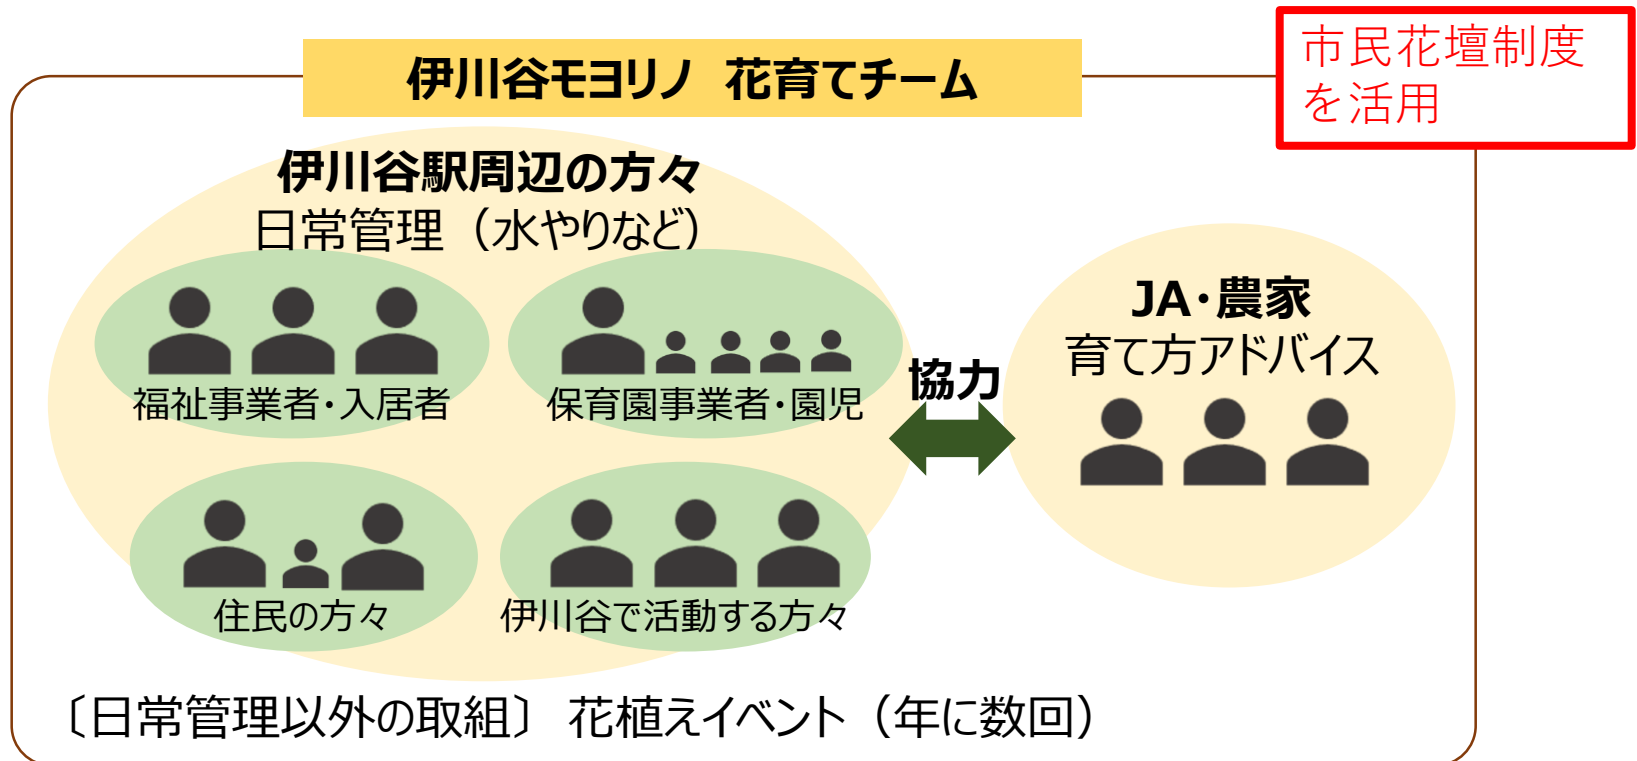 伊川谷モヨリノ 花育てチーム
市民花壇制度
を活用
伊川谷駅周辺の方々
日常管理（水やりなど）
福祉事業者・入居者
保育園事業者・園児
住民の方々
伊川谷で活動する方々
協力
JA・農家
育て方アドバイス
〔日常管理以外の取組〕 花植えイベント（年に数回）